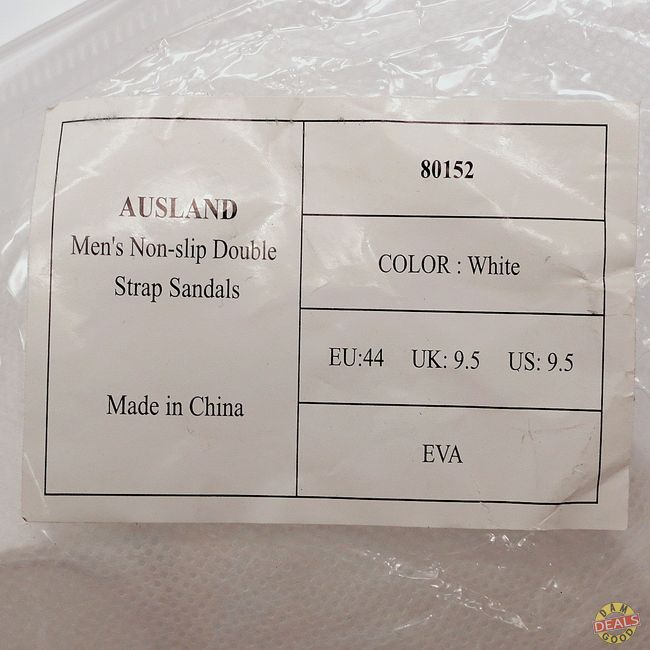 AUSLAND
Men's Non-slip Double
Strap Sandals
Made in China
80152
COLOR : White
EU:44 UK: 9.5 US: 9.5
EVA
DAM
DEALS
GOOD